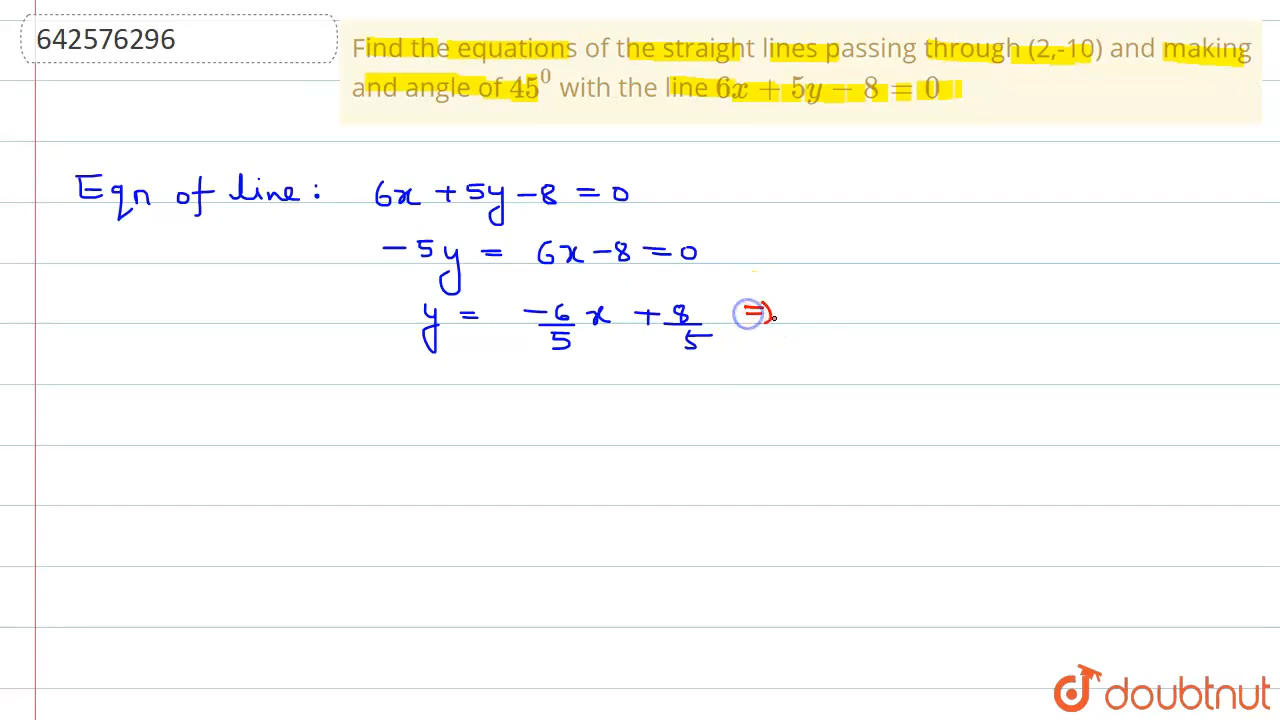 642576296
Find the equations of the straight lines passing through (2,-10) and making
and angle of 45⁰ with the line 6x + 5y − 8 = 0
Eqn of line: 6x + 5y - 8 = 0
- 5y = 6x - 8 = 0
y = -6/5 x + 8/5 =).
doubtnut